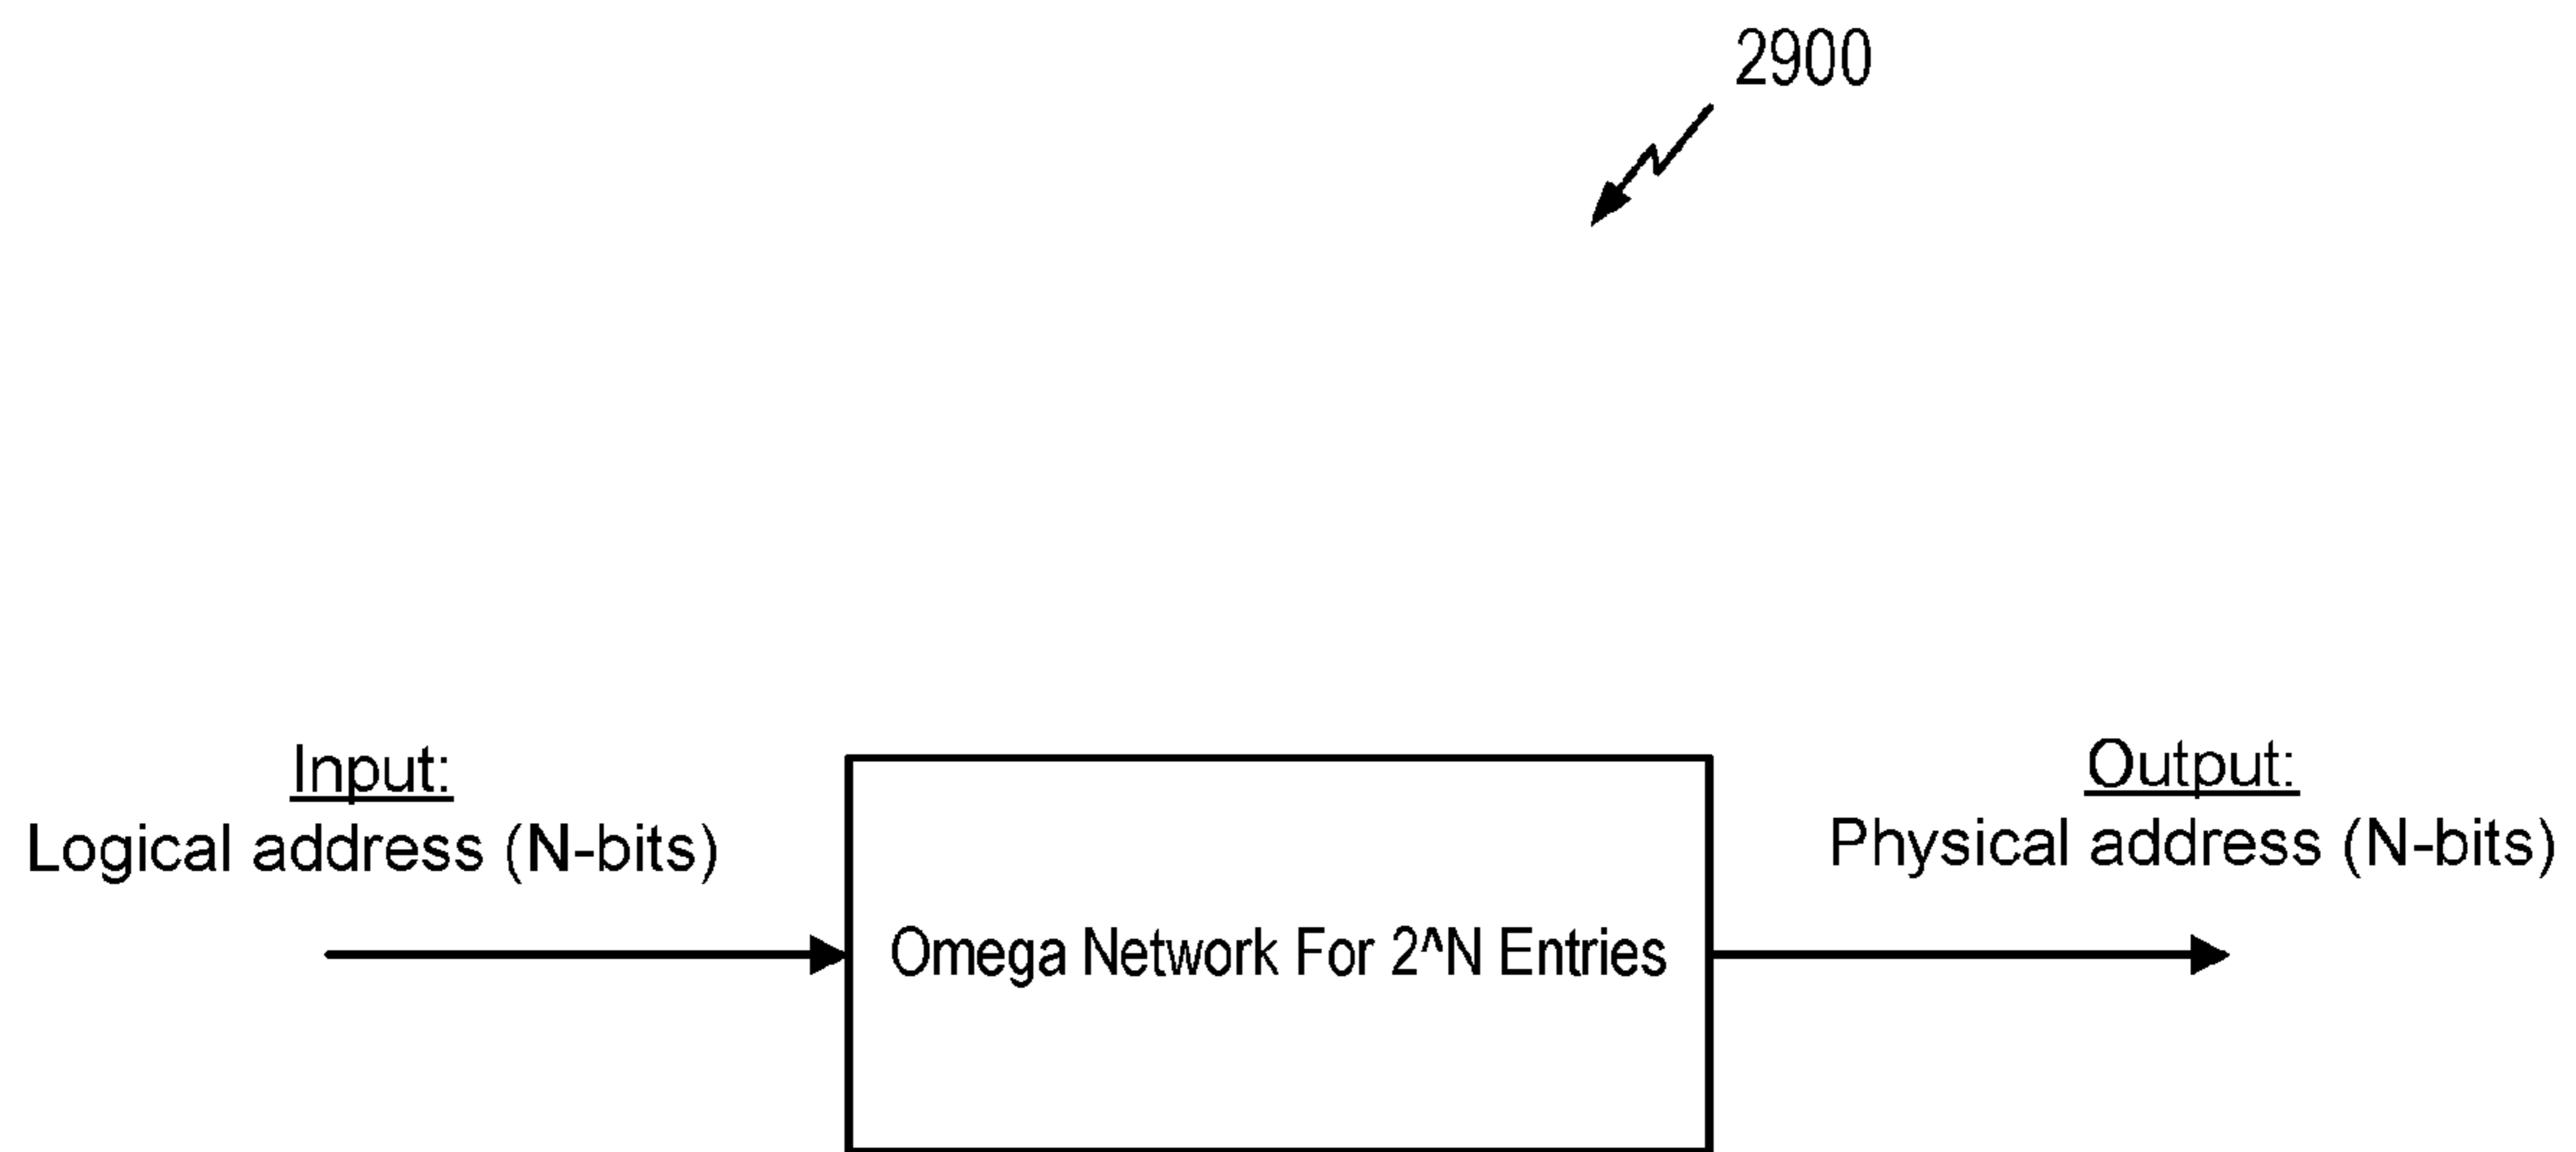 2900
Input:
Logical address (N-bits)
Omega Network For 2^N Entries
Output:
Physical address (N-bits)